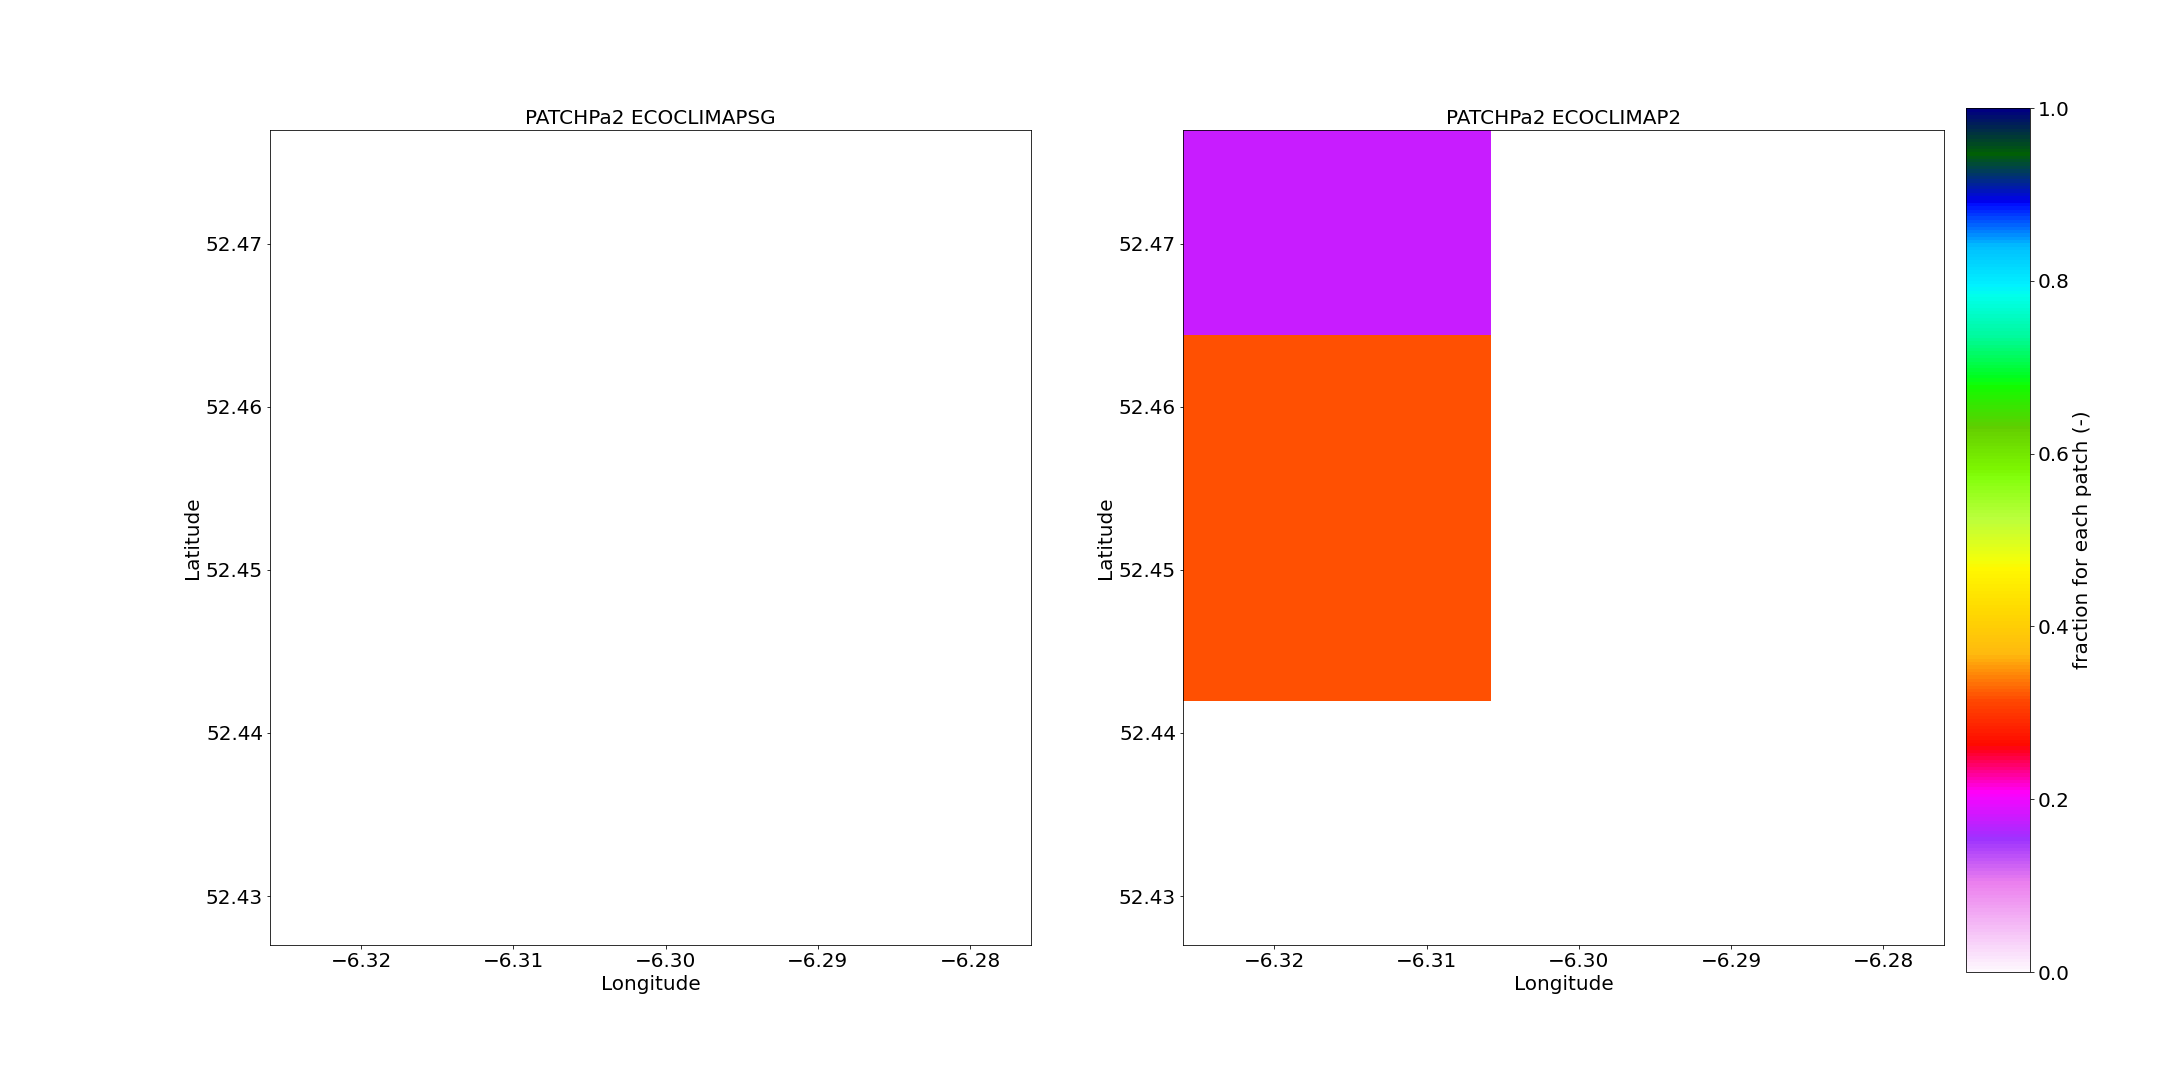 PATCHPa2 ECOCLIMAPSG
52.47
52.46
52.45
52.44
52.43
Latitude
−6.32 −6.31 −6.30 −6.29 −6.28
Longitude
PATCHPa2 ECOCLIMAP2
52.47
52.46
52.45
52.44
52.43
Latitude
−6.32 −6.31 −6.30 −6.29 −6.28
Longitude
1.0
0.8
0.6
0.4
0.2
0.0
fraction for each patch (-)